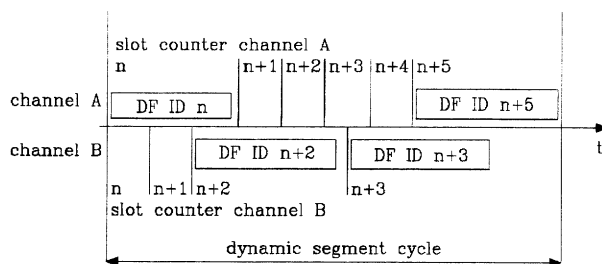 slot counter channel A
n n+1 n+2 n+3 n+4 n+5
channel A DF ID n DF ID n+5
t
channel B DF ID n+2 DF ID n+3
n n+1 n+2 n+3
slot counter channel B
dynamic segment cycle